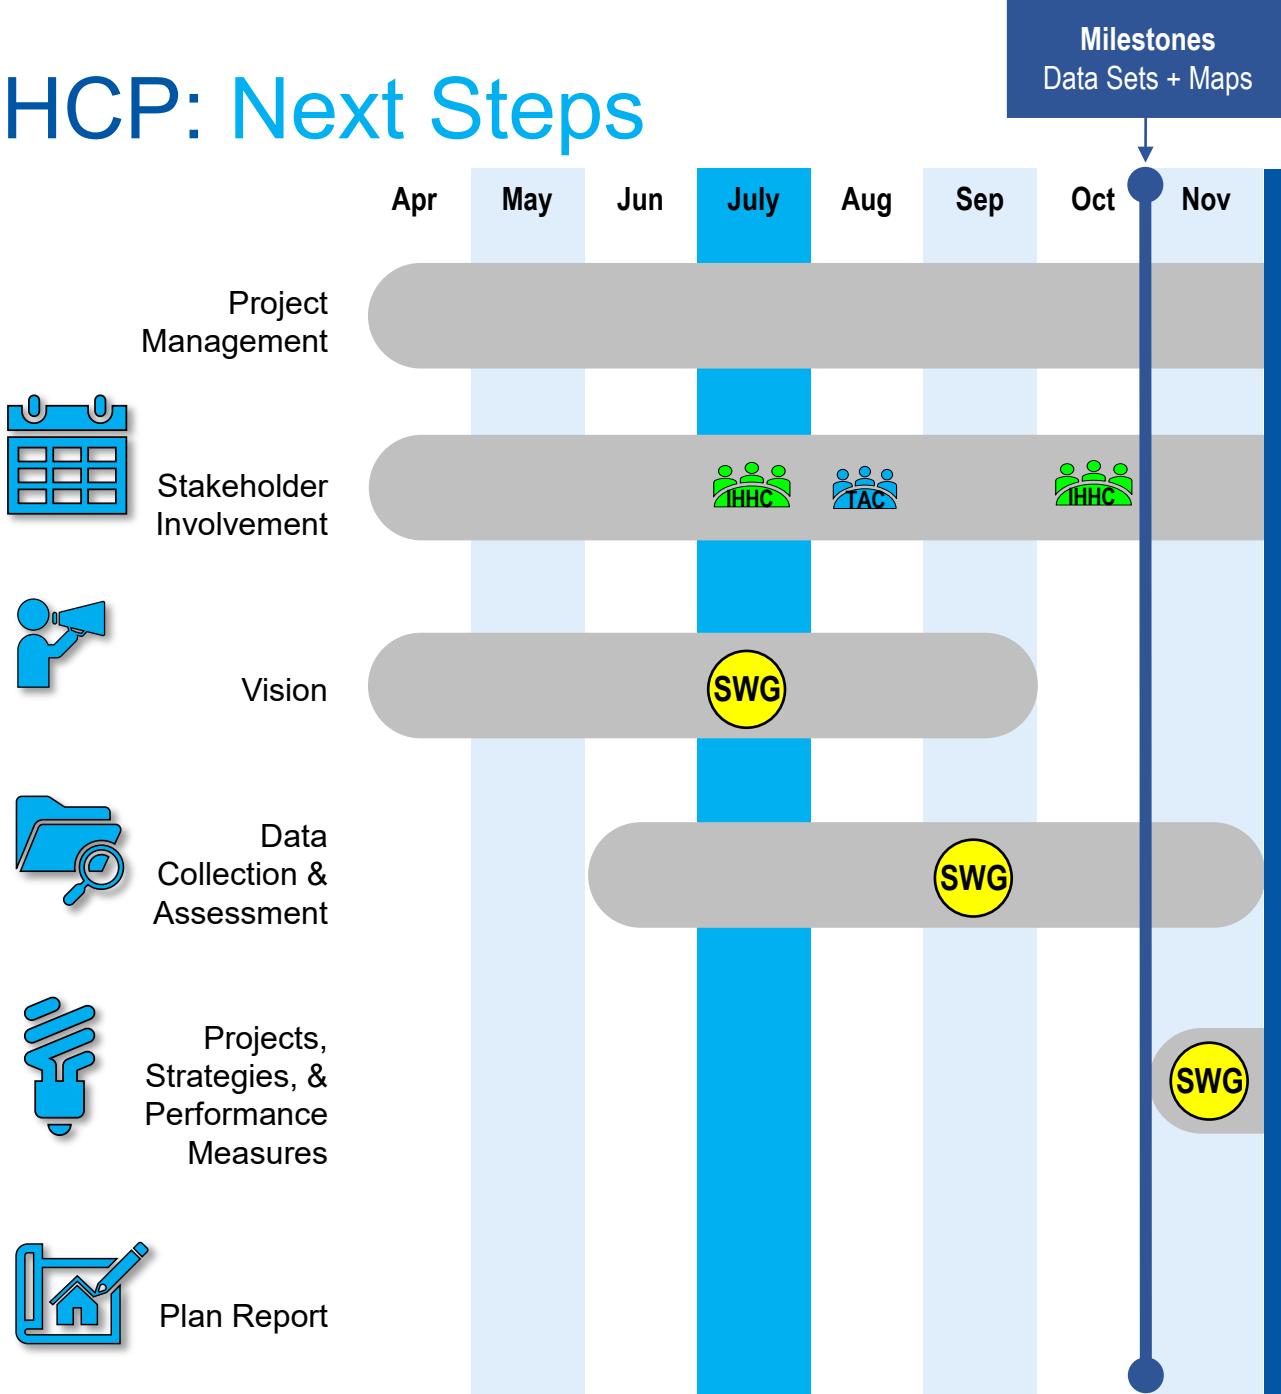 Milestones
Data Sets + Maps
HCP: Next Steps
Apr May Jun July Aug Sep Oct Nov
Project
Management
Stakeholder
Involvement
IHHC TAC IHHC
Vision
SWG
Data
Collection &
Assessment
SWG
Projects,
Strategies, &
Performance
Measures
SWG
Plan Report